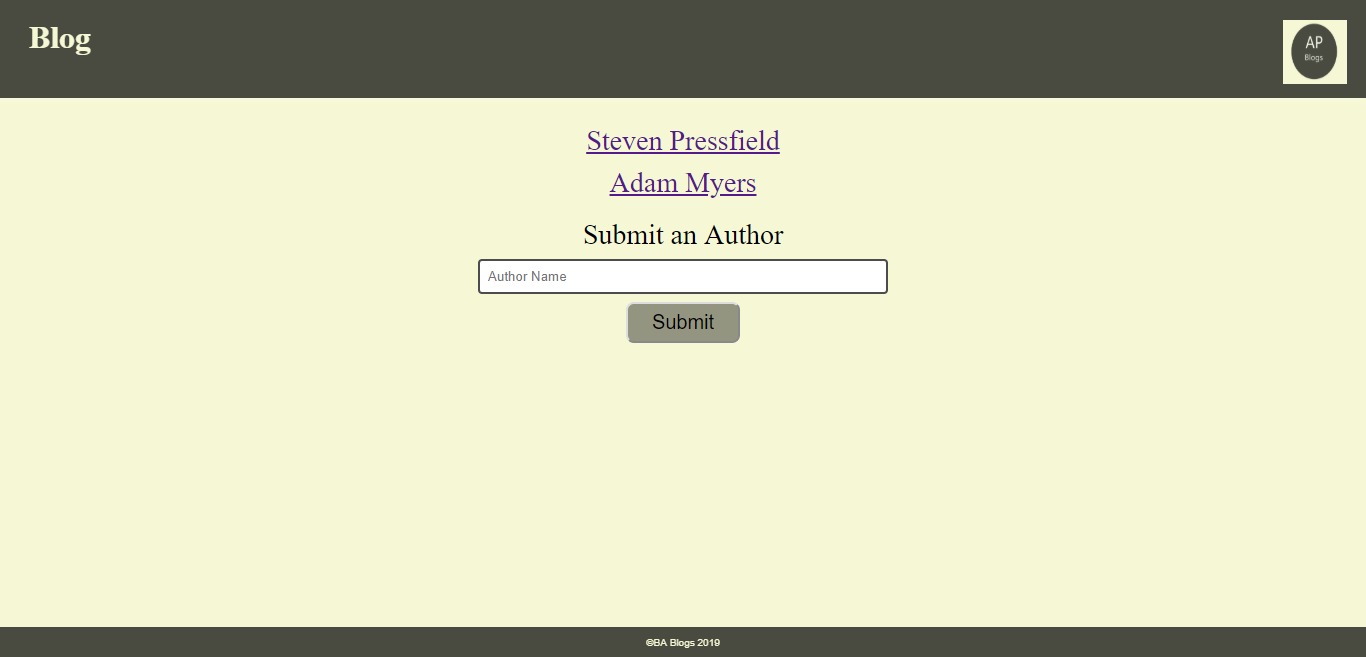 Blog
AP
Blogs
Steven Pressfield
Adam Myers
Submit an Author
Author Name
Submit
©BA Blogs 2019